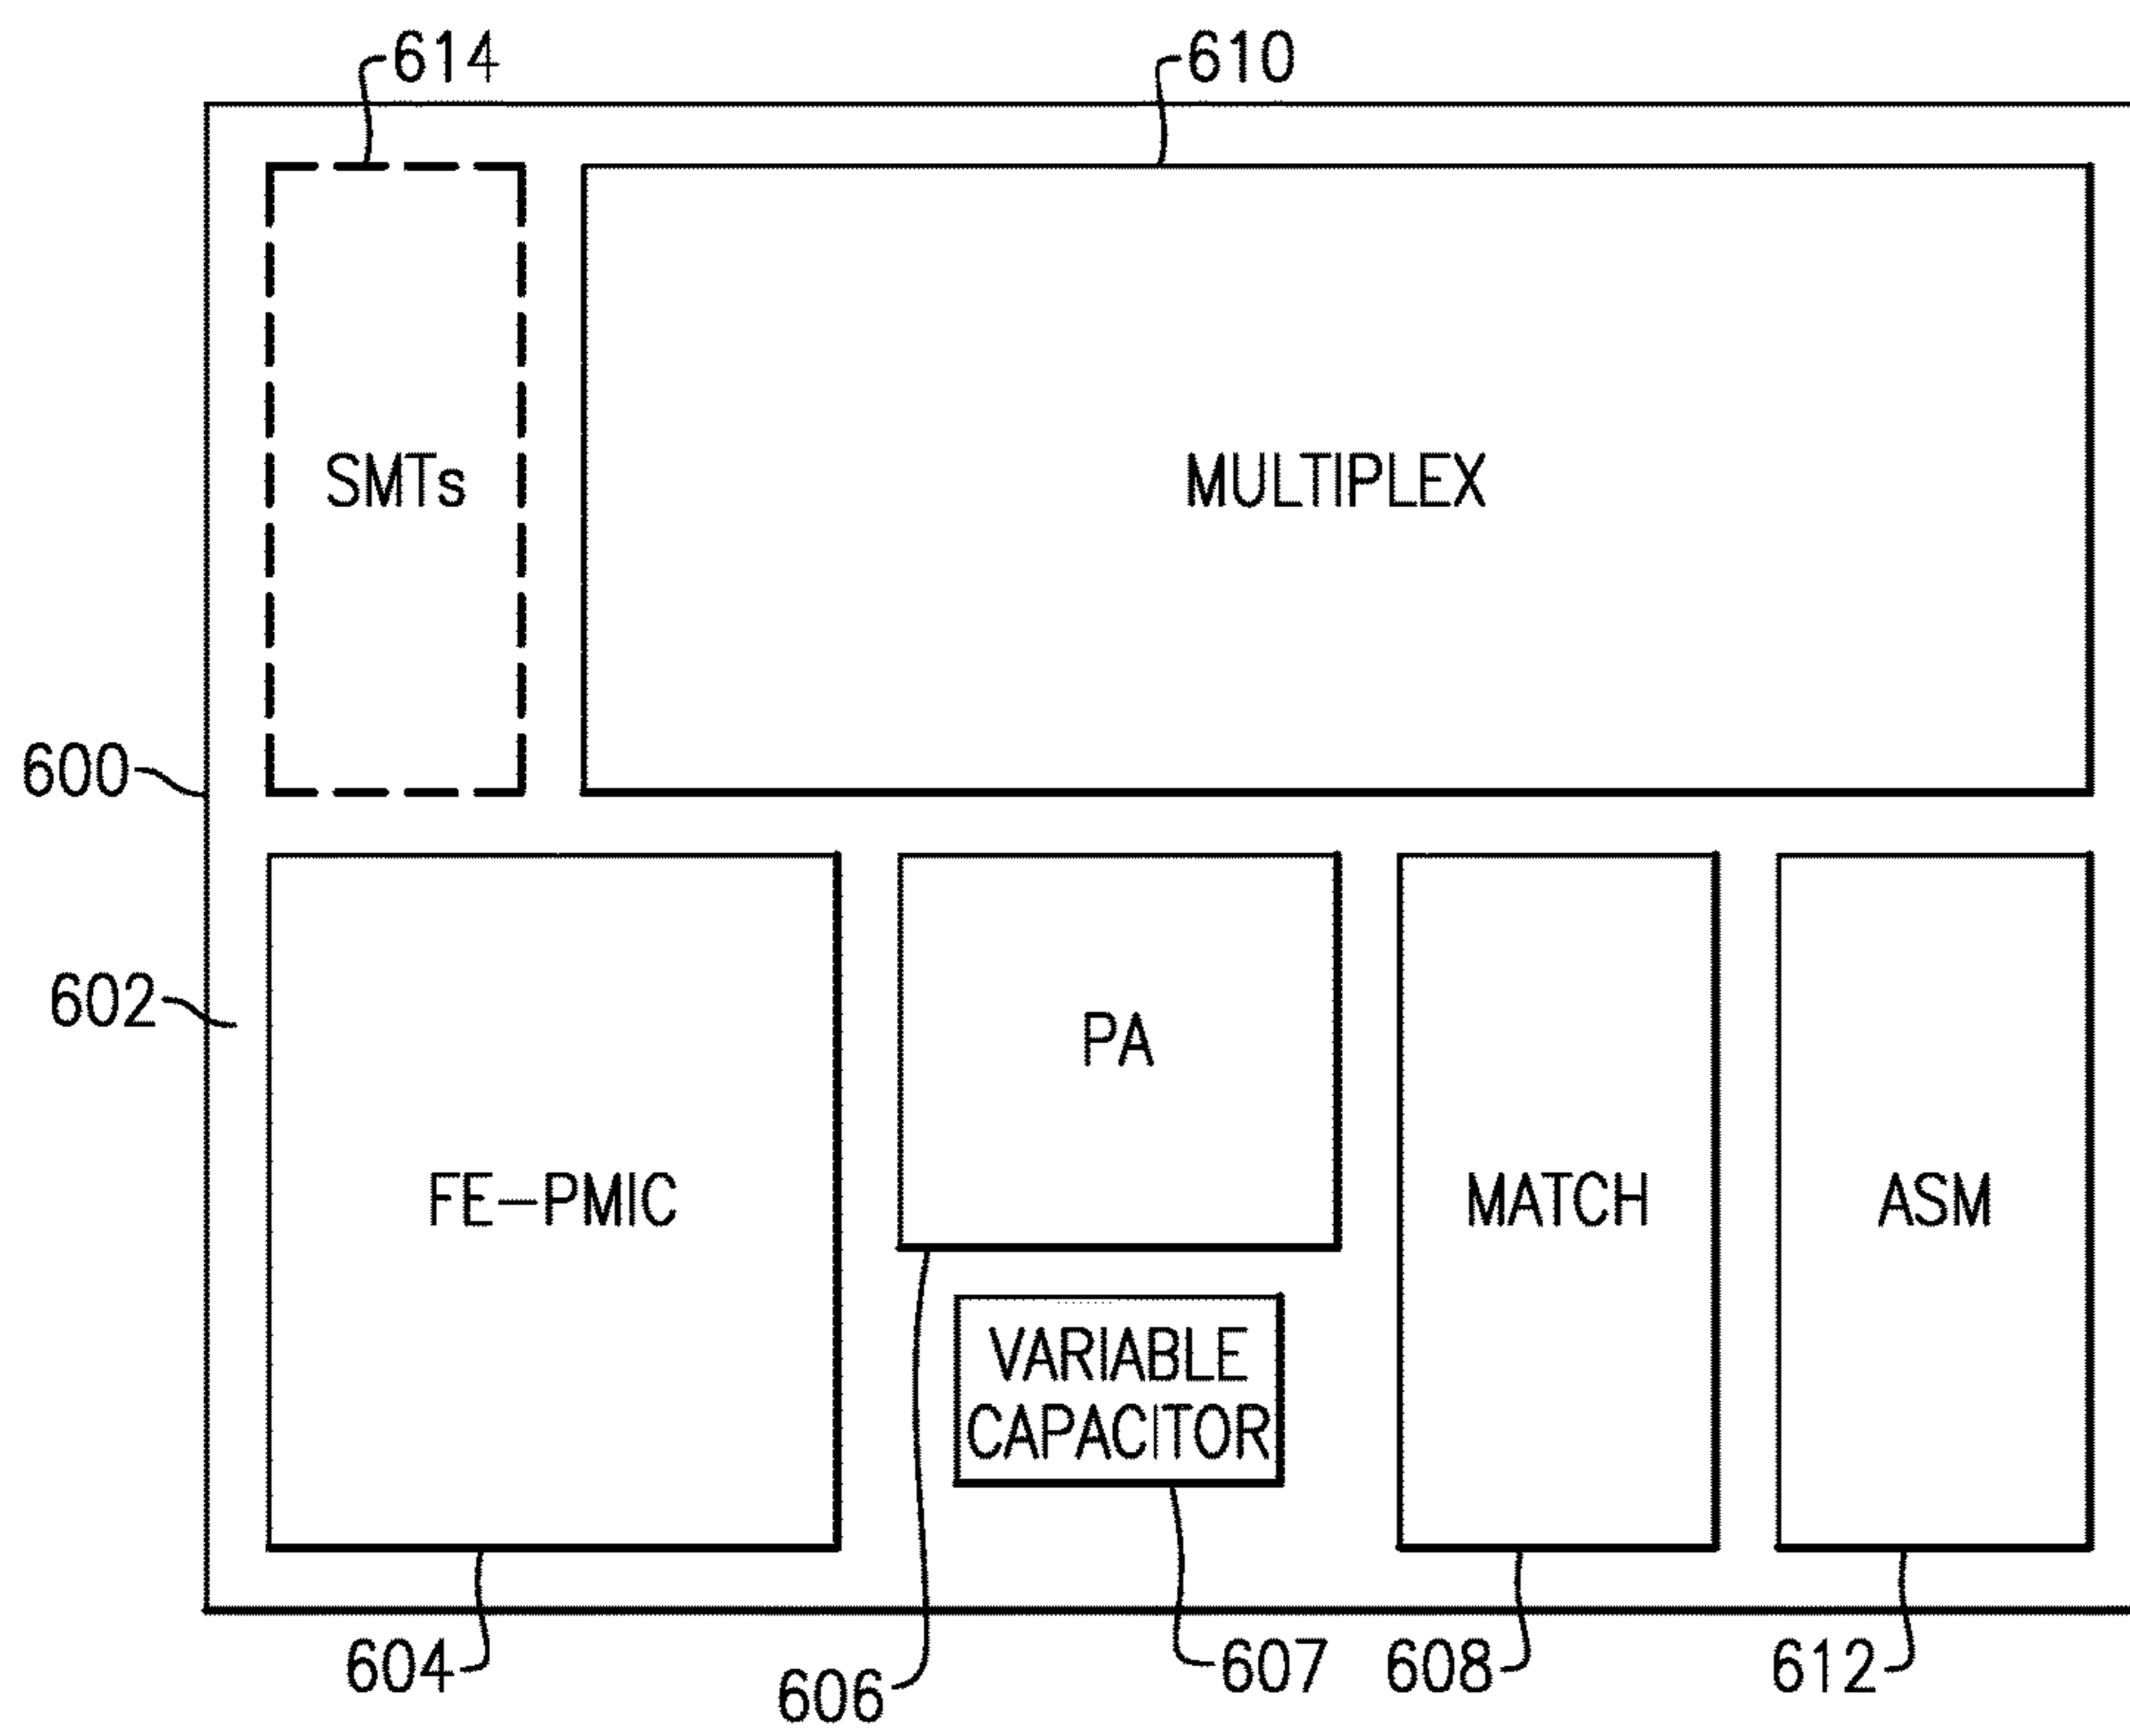 614
610
SMTs
MULTIPLEX
600
602
PA
FE-PMIC
MATCH
ASM
VARIABLE
CAPACITOR
604
606
607
608
612